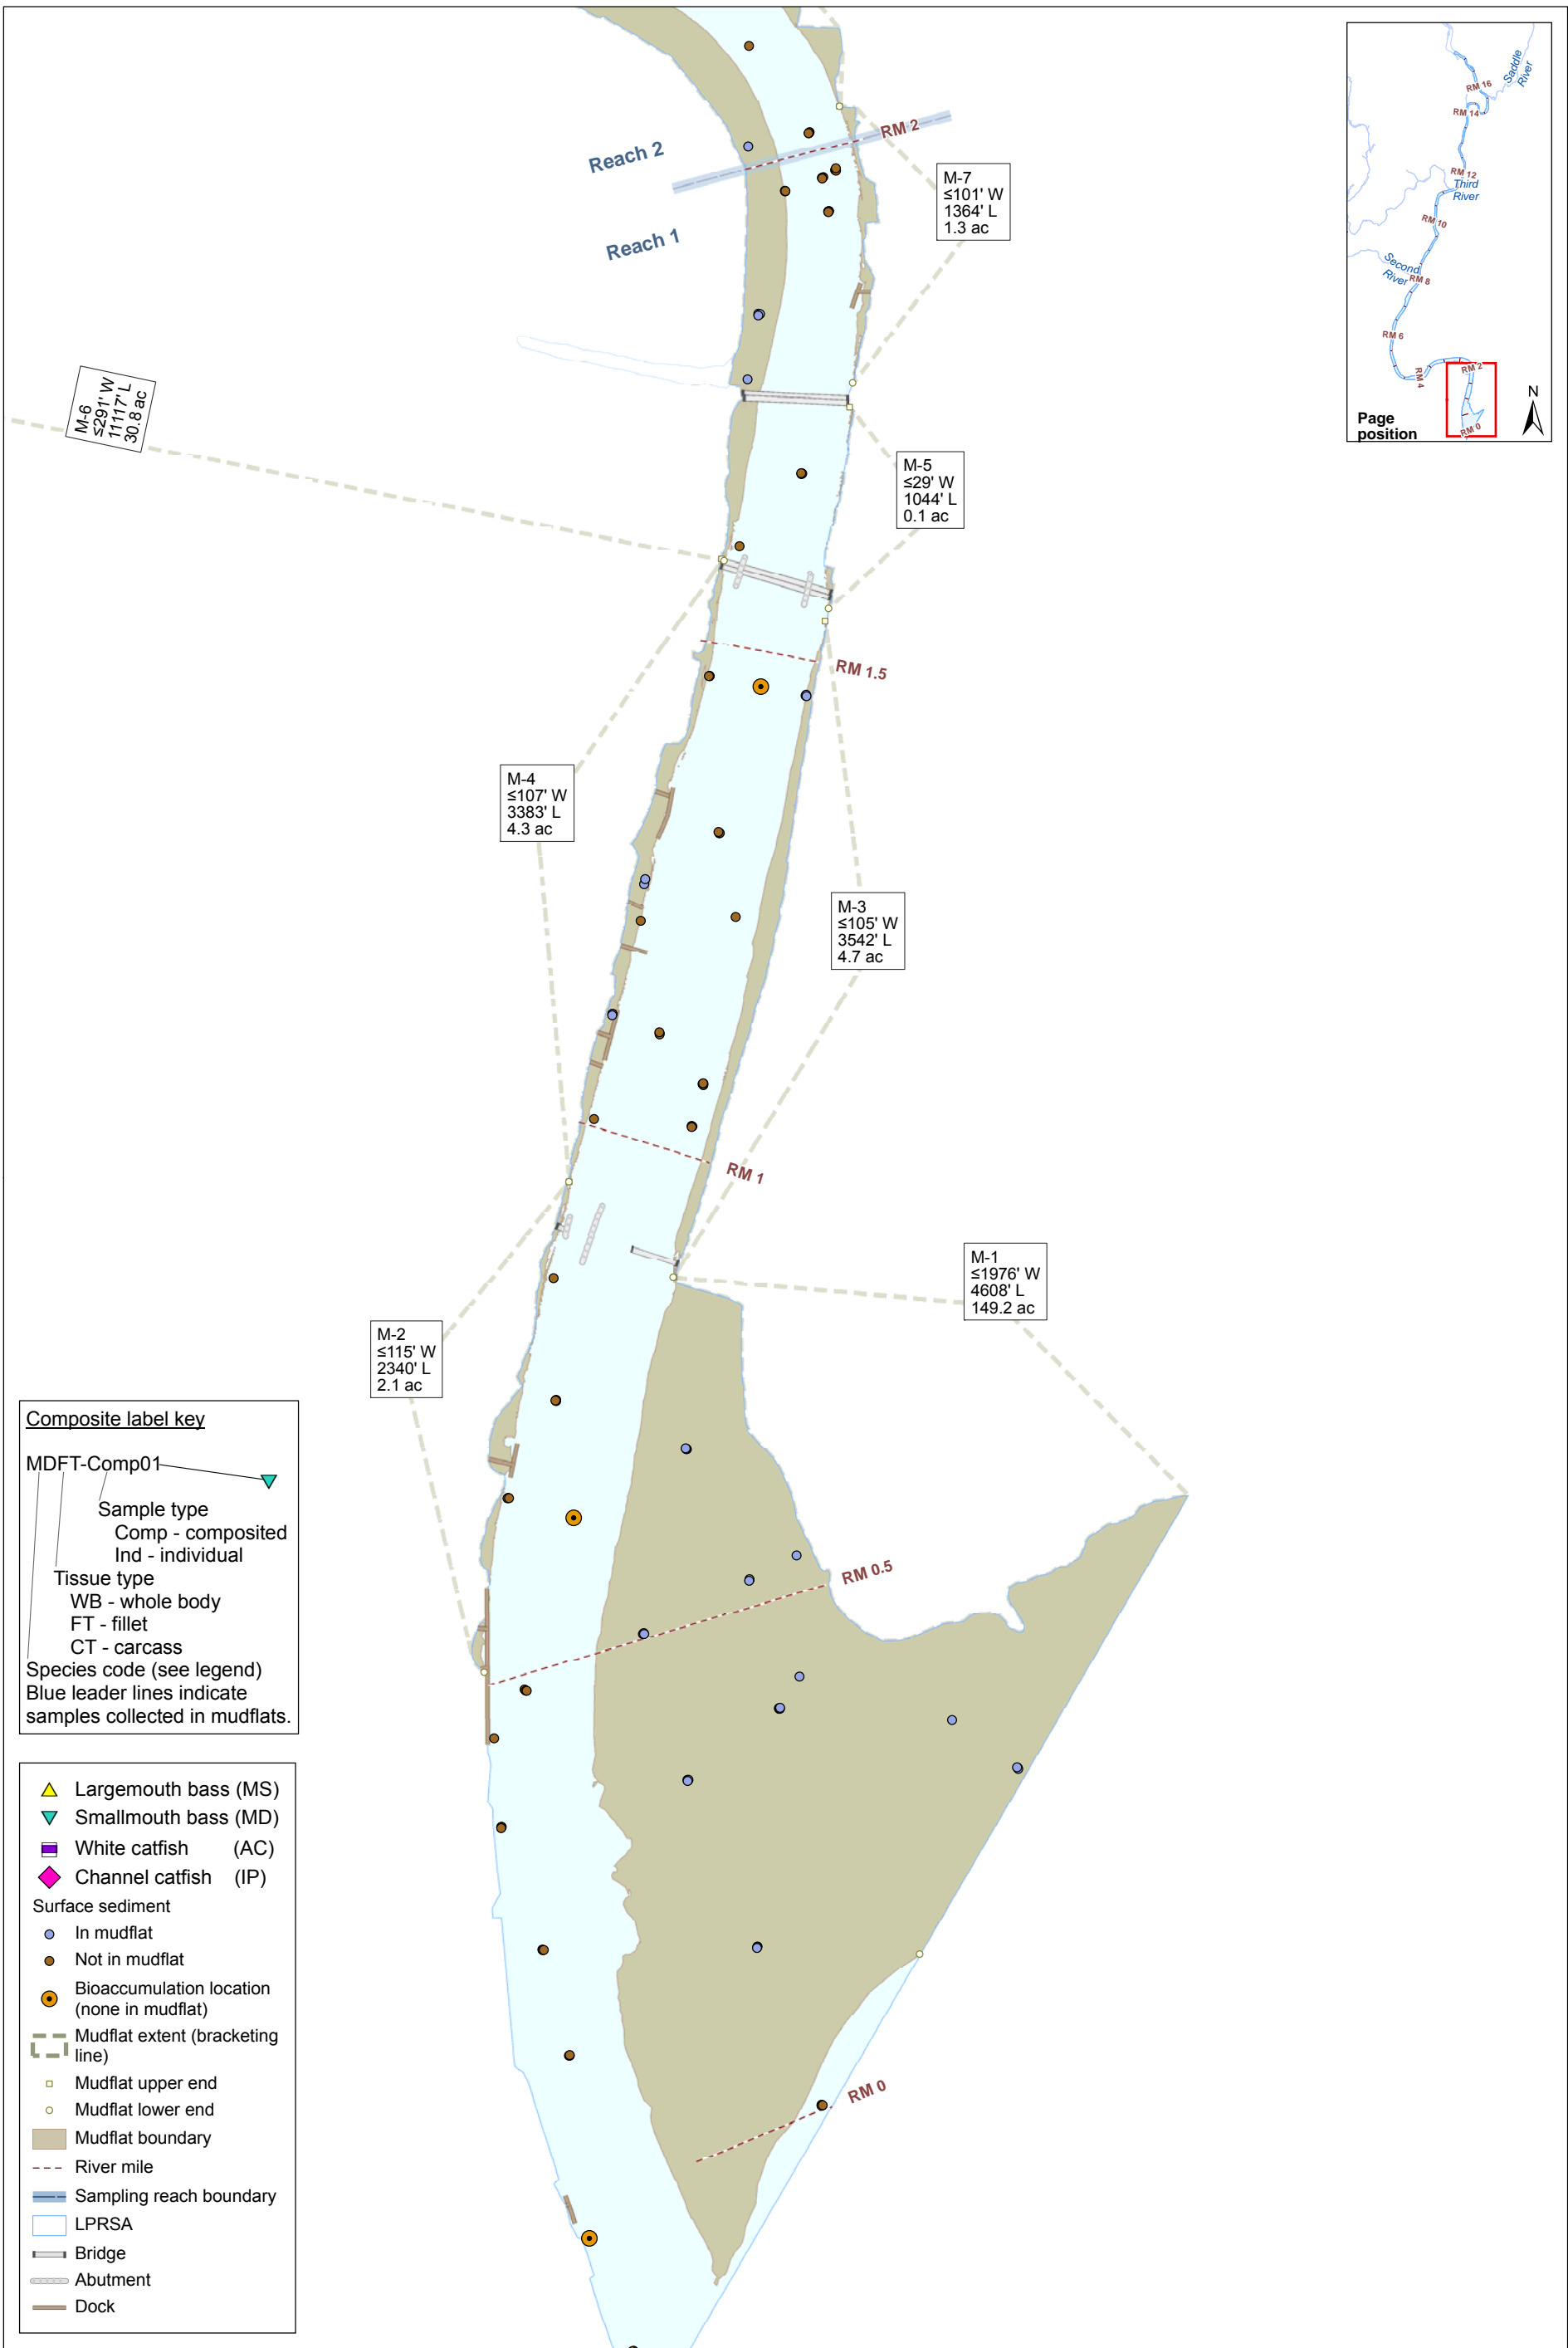 RM 2
Reach 2
Reach 1
M-7
≤101' W
1364' L
1.3 ac
M-6
≤291' W
11117' L
30.8 ac
M-5
≤29' W
1044' L
0.1 ac
RM 1.5
M-4
≤107' W
3383' L
4.3 ac
M-3
≤105' W
3542' L
4.7 ac
RM 1
M-1
≤1976' W
4608' L
149.2 ac
M-2
≤115' W
2340' L
2.1 ac
RM 0.5
RM 0
Saddle
River
RM 16
RM 14
RM 12
Third
River
RM 10
Second
River
RM 8
RM 6
RM 4
RM 2
RM 0
N
Page
position
Composite label key
MDFT-Comp01
Sample type
Comp - composited
Ind - individual
Tissue type
WB - whole body
FT - fillet
CT - carcass
Species code (see legend)
Blue leader lines indicate
samples collected in mudflats.
Largemouth bass (MS)
Smallmouth bass (MD)
White catfish (AC)
Channel catfish (IP)
Surface sediment
In mudflat
Not in mudflat
Bioaccumulation location
(none in mudflat)
Mudflat extent (bracketing
line)
Mudflat upper end
Mudflat lower end
Mudflat boundary
River mile
Sampling reach boundary
LPRSA
Bridge
Abutment
Dock